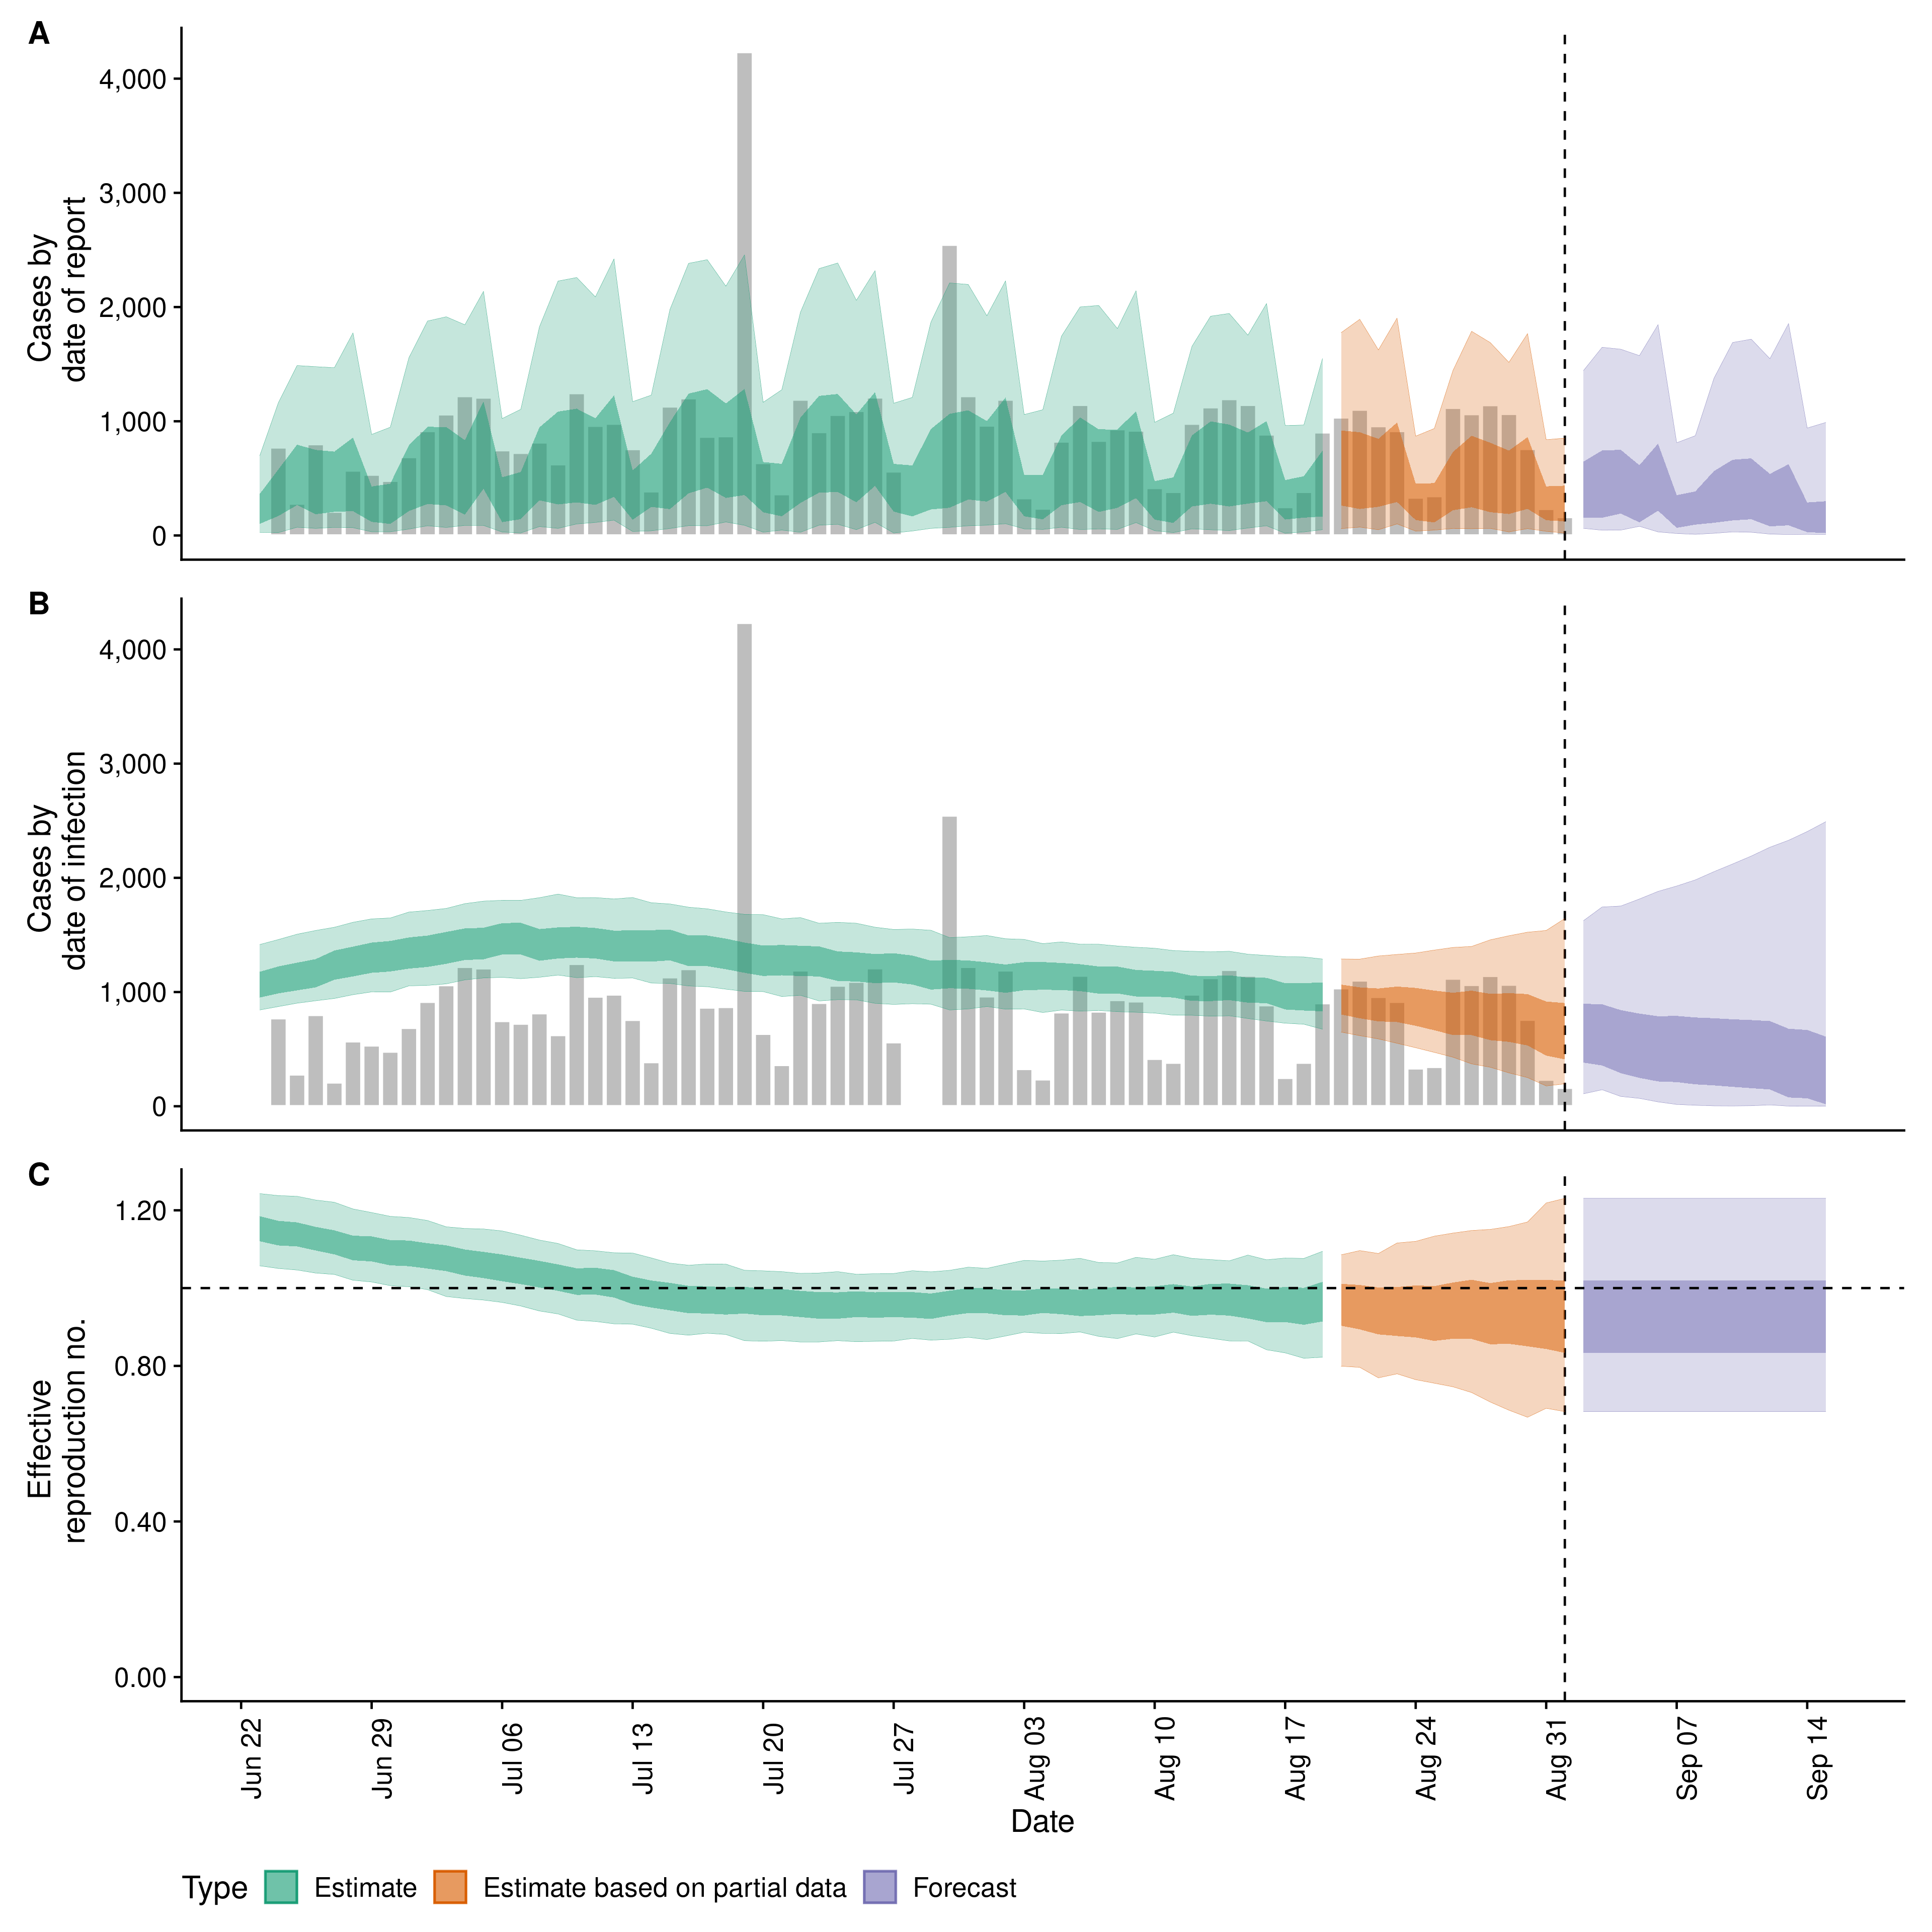 A
Cases by
date of report
4,000
3,000
2,000
1,000
0
B
Cases by
date of infection
4,000
3,000
2,000
1,000
0
C
Effective
reproduction no.
1.20
0.80
0.40
0.00
Jun 22
Jun 29
Jul 06
Jul 13
Jul 20
Jul 27
Aug 03
Aug 10
Aug 17
Aug 24
Aug 31
Sep 07
Sep 14
Date
Type Estimate Estimate based on partial data Forecast